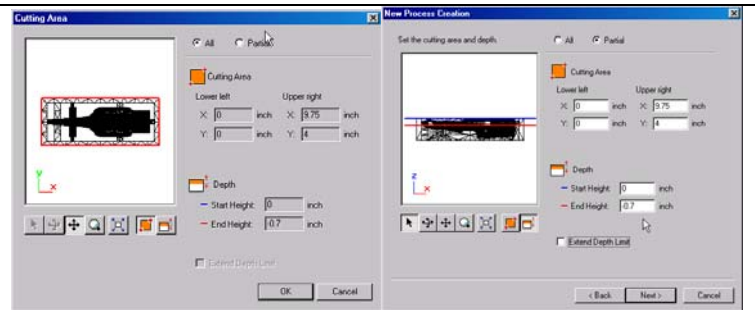 Cutting Area
All Partial
Cutting Area
Lower left Upper right
X: 0 inch X: 9.75 inch
Y: 0 inch Y: 4 inch
Depth
Start Height: 0 inch
End Height: -0.7 inch
Extend Depth Limit
OK Cancel
y
x
New Process Creation
Set the cutting area and depth. All Partial
Cutting Area
Lower left Upper right
X: 0 inch X: 9.75 inch
Y: 0 inch Y: 4 inch
Depth
Start Height: 0 inch
End Height: -0.7 inch
Extend Depth Limit
z
x
< Back Next > Cancel